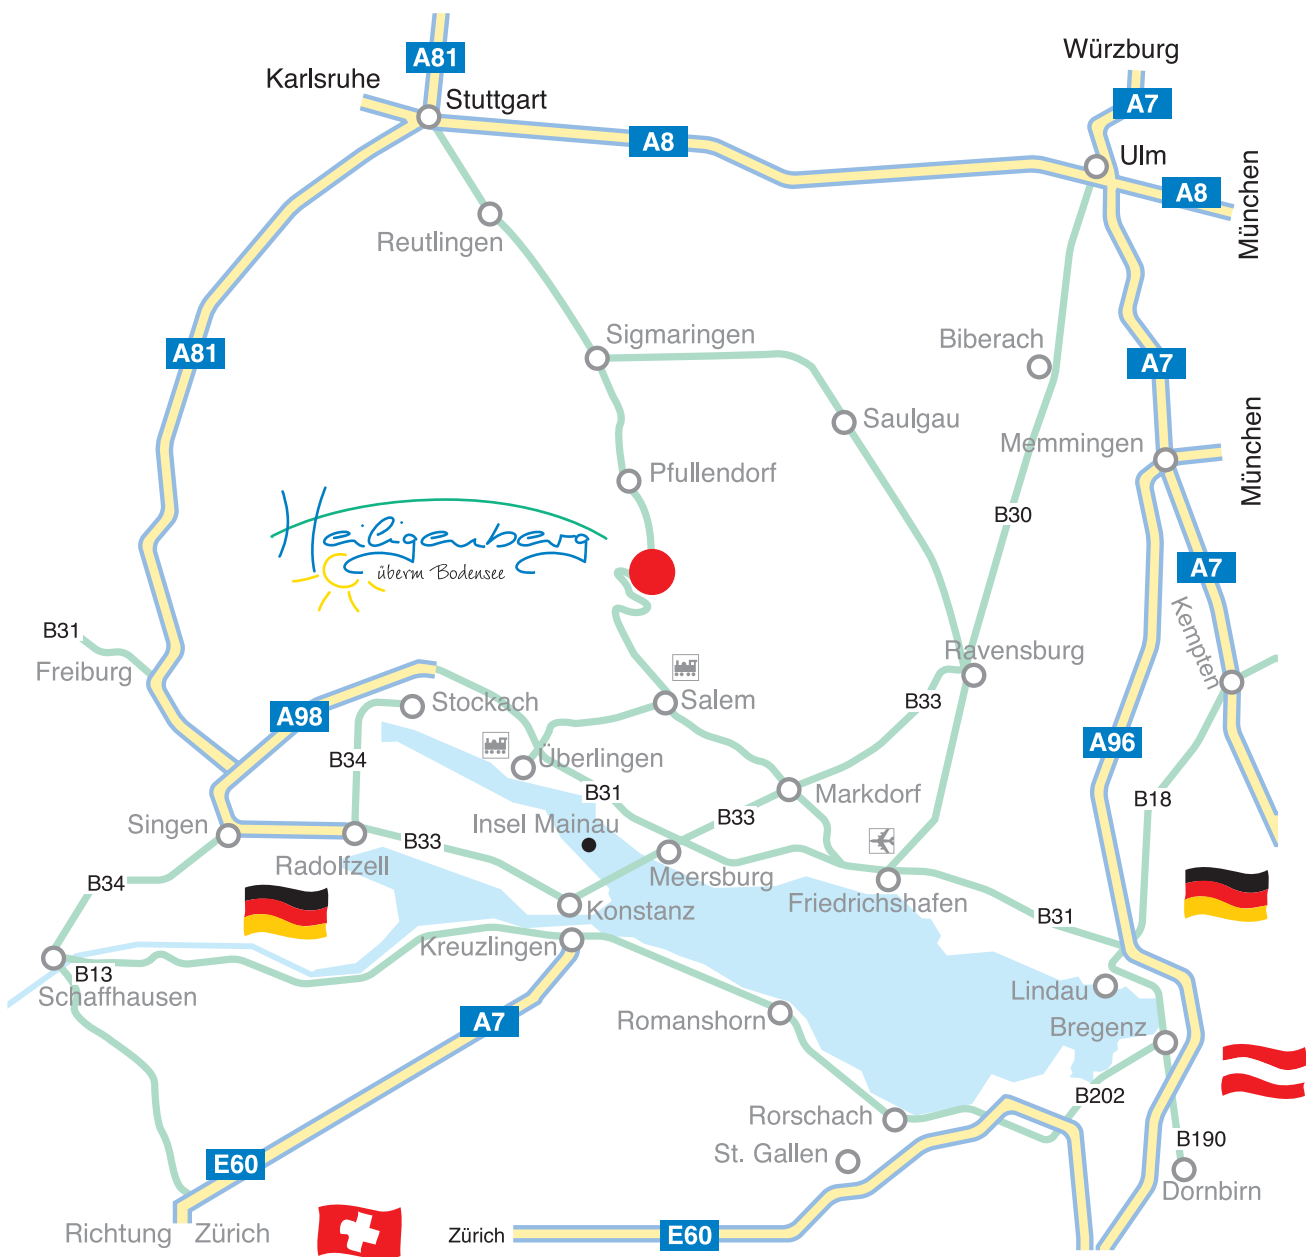 Würzburg
A81
Karlsruhe
Stuttgart
A7
A8
Ulm
A8
München
Reutlingen
Sigmaringen
Biberach
A81
A7
Saulgau
Memmingen
München
Pfullendorf
B30
Heiligenberg
überm Bodensee
A7
Kempten
B31
Freiburg
Ravensburg
Stockach
Salem
B33
A98
A96
B34
Überlingen
B31
Markdorf
B18
Singen
Insel Mainau
B33
B33
Radolfzell
Meersburg
B34
Konstanz
Friedrichshafen
B31
Kreuzlingen
B13
Schaffhausen
Lindau
A7
Romanshorn
Bregenz
B202
Rorschach
B190
St. Gallen
E60
Dornbirn
Richtung Zürich
Zürich
E60